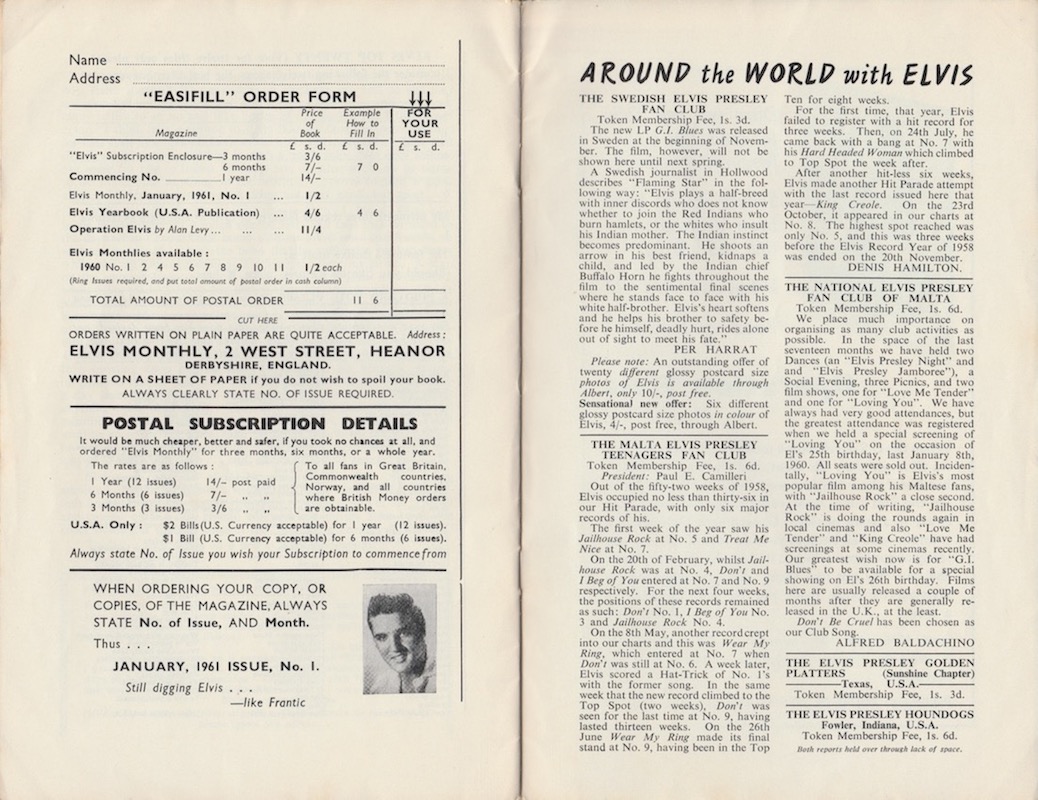 Name
Address
"EASIFILL" ORDER FORM
Magazine
Price of Book
Example How to Fill In
FOR YOUR USE
£ s. d. £ s. d. £ s. d.
"Elvis" Subscription Enclosure—3 months 3/6
6 months 7/– 7 0
Commencing No. 1 year 14/–
Elvis Monthly, January, 1961, No. 1 ... 1/2
Elvis Yearbook (U.S.A. Publication) ... 4/6 4 6
Operation Elvis by Alan Levy ... ... ... 11/4
Elvis Monthlies available :
1960 No. 1 2 4 5 6 7 8 9 10 11 1/2 each
(Ring Issues required, and put total amount of postal order in cash column)
TOTAL AMOUNT OF POSTAL ORDER 11 6
CUT HERE
ORDERS WRITTEN ON PLAIN PAPER ARE QUITE ACCEPTABLE. Address :
ELVIS MONTHLY, 2 WEST STREET, HEANOR
DERBYSHIRE, ENGLAND.
WRITE ON A SHEET OF PAPER if you do not wish to spoil your book.
ALWAYS CLEARLY STATE NO. OF ISSUE REQUIRED.
POSTAL SUBSCRIPTION DETAILS
It would be much cheaper, better and safer, if you took no chances at all, and
ordered "Elvis Monthly" for three months, six months, or a whole year.
The rates are as follows :
1 Year (12 issues) 14/– post paid
6 Months (6 issues) 7/– „ „
3 Months (3 issues) 3/6 „ „
To all fans in Great Britain,
Commonwealth countries,
Norway, and all countries
where British Money orders
are obtainable.
U.S.A. Only : $2 Bills (U.S. Currency acceptable) for 1 year (12 issues).
$1 Bill (U.S. Currency acceptable) for 6 months (6 issues).
Always state No. of Issue you wish your Subscription to commence from
WHEN ORDERING YOUR COPY, OR
COPIES, OF THE MAGAZINE, ALWAYS
STATE No. of Issue, AND Month.
Thus . . .
JANUARY, 1961 ISSUE, No. 1.
Still digging Elvis . . .
—like Frantic
AROUND the WORLD with ELVIS
THE SWEDISH ELVIS PRESLEY
FAN CLUB
Token Membership Fee, 1s. 3d.
The new LP G.I. Blues was released
in Sweden at the beginning of Novem-
ber. The film, however, will not be
shown here until next spring.
A Swedish journalist in Hollwood
describes "Flaming Star" in the fol-
lowing way: "Elvis plays a half-breed
with inner discords who does not know
whether to join the Red Indians who
burn hamlets, or the whites who insult
his Indian mother. The Indian instinct
becomes predominant. He shoots an
arrow in his best friend, kidnaps a
child, and led by the Indian chief
Buffalo Horn he fights throughout the
film to the sentimental final scenes
where he stands face to face with his
white half-brother. Elvis's heart softens
and he helps his brother to safety be-
fore he himself, deadly hurt, rides alone
out of sight to meet his fate."
PER HARRAT
Please note: An outstanding offer of
twenty different glossy postcard size
photos of Elvis is available through
Albert, only 10/-, post free.
Sensational new offer: Six different
glossy postcard size photos in colour of
Elvis, 4/-, post free, through Albert.
THE MALTA ELVIS PRESLEY
TEENAGERS FAN CLUB
Token Membership Fee, 1s. 6d.
President: Paul E. Camilleri
Out of the fifty-two weeks of 1958,
Elvis occupied no less than thirty-six in
our Hit Parade, with only six major
records of his.
The first week of the year saw his
Jailhouse Rock at No. 5 and Treat Me
Nice at No. 7.
On the 20th of February, whilst Jail-
house Rock was at No. 4, Don't and
I Beg of You entered at No. 7 and No. 9
respectively. For the next four weeks,
the positions of these records remained
as such: Don't No. 1, I Beg of You No.
3 and Jailhouse Rock No. 4.
On the 8th May, another record crept
into our charts and this was Wear My
Ring, which entered at No. 7 when
Don't was still at No. 6. A week later,
Elvis scored a Hat-Trick of No. 1's
with the former song. In the same
week that the new record climbed to the
Top Spot (two weeks), Don't was
seen for the last time at No. 9, having
lasted thirteen weeks. On the 26th
June Wear My Ring made its final
stand at No. 9, having been in the Top
Ten for eight weeks.
For the first time, that year, Elvis
failed to register with a hit record for
three weeks. Then, on 24th July, he
came back with a bang at No. 7 with
his Hard Headed Woman which climbed
to Top Spot the week after.
After another hit-less six weeks,
Elvis made another Hit Parade attempt
with the last record issued here that
year—King Creole. On the 23rd
October, it appeared in our charts at
No. 8. The highest spot reached was
only No. 5, and this was three weeks
before the Elvis Record Year of 1958
was ended on the 20th November.
DENIS HAMILTON.
THE NATIONAL ELVIS PRESLEY
FAN CLUB OF MALTA
Token Membership Fee, 1s. 6d.
We place much importance on
organising as many club activities as
possible. In the space of the last
seventeen months we have held two
Dances (an "Elvis Presley Night" and
and "Elvis Presley Jamboree"), a
Social Evening, three Picnics, and two
film shows, one for "Love Me Tender"
and one for "Loving You". We have
always had very good attendances, but
the greatest attendance was registered
when we held a special screening of
"Loving You" on the occasion of
El's 25th birthday, last January 8th,
1960. All seats were sold out. Inciden-
tally, "Loving You" is Elvis's most
popular film among his Maltese fans,
with "Jailhouse Rock" a close second.
At the time of writing, "Jailhouse
Rock" is doing the rounds again in
local cinemas and also "Love Me
Tender" and "King Creole" have had
screenings at some cinemas recently.
Our greatest wish now is for "G.I.
Blues" to be available for a special
showing on El's 26th birthday. Films
here are usually released a couple of
months after they are generally re-
leased in the U.K., at the least.
Don't Be Cruel has been chosen as
our Club Song.
ALFRED BALDACHINO
THE ELVIS PRESLEY GOLDEN
PLATTERS (Sunshine Chapter)
—Texas, U.S.A.—
Token Membership Fee, 1s. 3d.
THE ELVIS PRESLEY HOUNDOGS
Fowler, Indiana, U.S.A.
Token Membership Fee, 1s. 6d.
Both reports held over through lack of space.